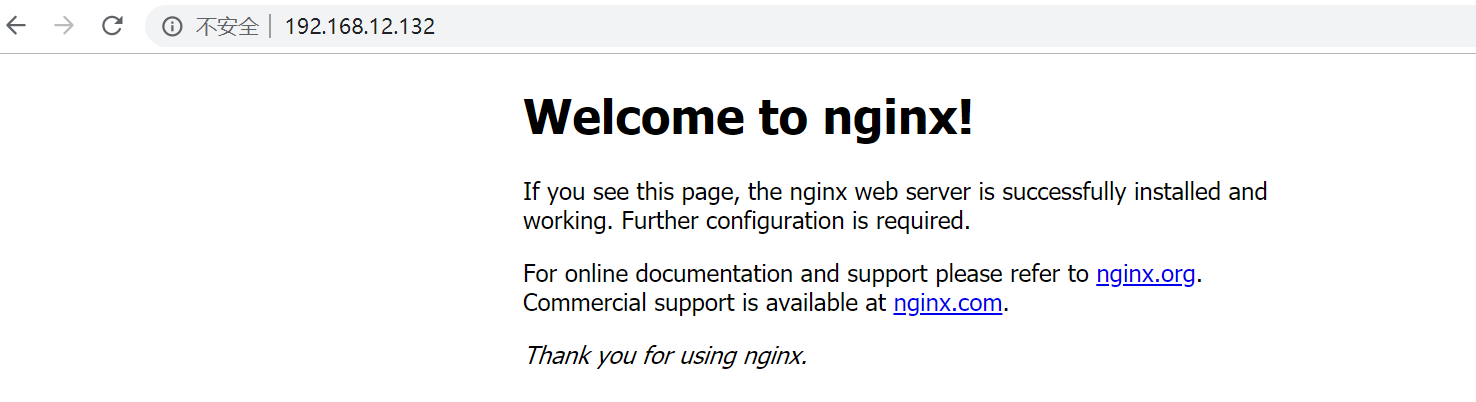 不安全 192.168.12.132
Welcome to nginx!
If you see this page, the nginx web server is successfully installed and
working. Further configuration is required.
For online documentation and support please refer to nginx.org.
Commercial support is available at nginx.com.
Thank you for using nginx.